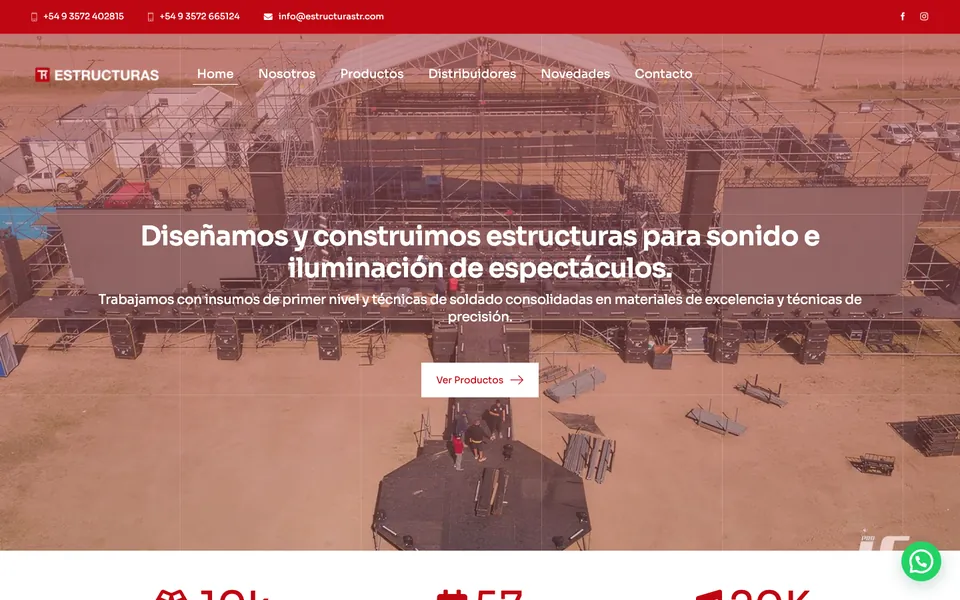 +54 9 3572 402815
+54 9 3572 665124
info@estructurastr.com
TR ESTRUCTURAS
Home
Nosotros
Productos
Distribuidores
Novedades
Contacto
Diseñamos y construimos estructuras para sonido e
iluminación de espectáculos.
Trabajamos con insumos de primer nivel y técnicas de soldado consolidadas en materiales de excelencia y técnicas de
precisión.
Ver Productos
57